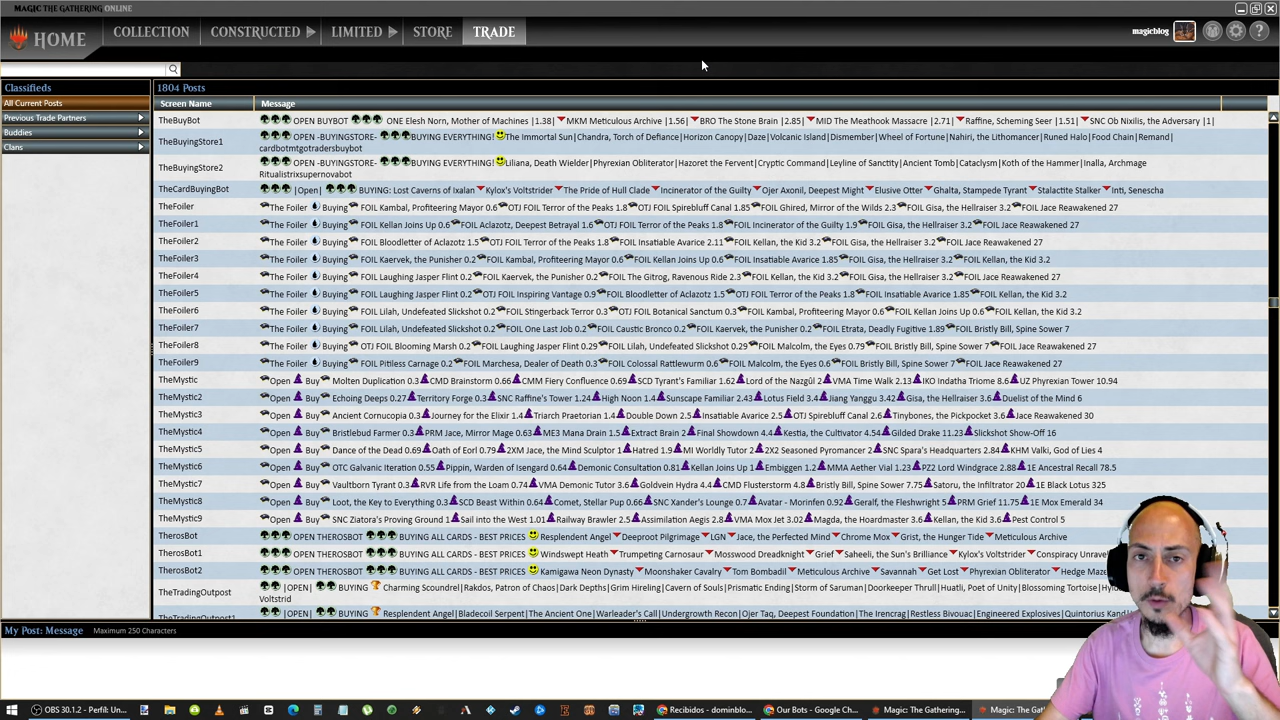 MAGIC THE GATHERING ONLINE
HOME COLLECTION CONSTRUCTED LIMITED STORE TRADE magicblog
Classifieds
All Current Posts
Previous Trade Partners
Buddies
Clans
1804 Posts
Screen Name Message
TheBuyBot OPEN BUYBOT ONE Elesh Norn, Mother of Machines |1.38| MKM Meticulous Archive |1.56| BRO The Stone Brain |2.85| MID The Meathook Massacre |2.71| Raffine, Scheming Seer |1.51| SNC Ob Nixilis, the Adversary |1|
TheBuyingStore1 OPEN -BUYINGSTORE- BUYING EVERYTHING! The Immortal Sun|Chandra, Torch of Defiance|Horizon Canopy|Daze|Volcanic Island|Dismember|Wheel of Fortune|Nahiri, the Lithomancer|Runed Halo|Food Chain|Remand|
cardbotmtgotradersbuybot
TheBuyingStore2 OPEN -BUYINGSTORE- BUYING EVERYTHING! Liliana, Death Wielder|Phyrexian Obliterator|Hazoret the Fervent|Cryptic Command|Leyline of Sanctity|Ancient Tomb|Cataclysm|Koth of the Hammer|Inalla, Archmage
Ritualistrixsupernovabot
TheCardBuyingBot |Open| BUYING: Lost Caverns of Ixalan Kylox's Voltstrider The Pride of Hull Clade Incinerator of the Guilty Ojer Axonil, Deepest Might Elusive Otter Ghalta, Stampede Tyrant Stalactite Stalker Inti, Senescha
TheFoiler The Foiler Buying FOIL Kambal, Profiteering Mayor 0.6 OTJ FOIL Terror of the Peaks 1.8 OTJ FOIL Spirebluff Canal 1.85 FOIL Ghired, Mirror of the Wilds 2.3 FOIL Gisa, the Hellraiser 3.2 FOIL Jace Reawakened 27
TheFoiler1 The Foiler Buying FOIL Kellan Joins Up 0.6 FOIL Aclazotz, Deepest Betrayal 1.6 OTJ FOIL Terror of the Peaks 1.8 FOIL Incinerator of the Guilty 1.9 FOIL Gisa, the Hellraiser 3.2 FOIL Jace Reawakened 27
TheFoiler2 The Foiler Buying FOIL Bloodletter of Aclazotz 1.5 OTJ FOIL Terror of the Peaks 1.8 FOIL Insatiable Avarice 2.11 FOIL Kellan, the Kid 3.2 FOIL Gisa, the Hellraiser 3.2 FOIL Jace Reawakened 27
TheFoiler3 The Foiler Buying FOIL Kaervek, the Punisher 0.2 FOIL Kambal, Profiteering Mayor 0.6 FOIL Kellan Joins Up 0.6 FOIL Insatiable Avarice 1.85 FOIL Gisa, the Hellraiser 3.2 FOIL Kellan, the Kid 3.2
TheFoiler4 The Foiler Buying FOIL Laughing Jasper Flint 0.2 FOIL Kaervek, the Punisher 0.2 FOIL The Gitrog, Ravenous Ride 2.3 FOIL Kellan, the Kid 3.2 FOIL Gisa, the Hellraiser 3.2 FOIL Jace Reawakened 27
TheFoiler5 The Foiler Buying FOIL Laughing Jasper Flint 0.2 OTJ FOIL Inspiring Vantage 0.9 FOIL Bloodletter of Aclazotz 1.5 OTJ FOIL Terror of the Peaks 1.8 FOIL Insatiable Avarice 1.85 FOIL Kellan, the Kid 3.2
TheFoiler6 The Foiler Buying FOIL Lilah, Undefeated Slickshot 0.2 FOIL Stingerback Terror 0.3 OTJ FOIL Botanical Sanctum 0.3 FOIL Kambal, Profiteering Mayor 0.6 FOIL Kellan Joins Up 0.6 FOIL Kellan, the Kid 3.2
TheFoiler7 The Foiler Buying FOIL Lilah, Undefeated Slickshot 0.2 FOIL One Last Job 0.2 FOIL Caustic Bronco 0.2 FOIL Kaervek, the Punisher 0.2 FOIL Etrata, Deadly Fugitive 1.89 FOIL Bristly Bill, Spine Sower 7
TheFoiler8 The Foiler Buying OTJ FOIL Blooming Marsh 0.2 FOIL Laughing Jasper Flint 0.29 FOIL Lilah, Undefeated Slickshot 0.29 FOIL Malcolm, the Eyes 0.79 FOIL Bristly Bill, Spine Sower 7 FOIL Jace Reawakened 27
TheFoiler9 The Foiler Buying FOIL Pitiless Carnage 0.2 FOIL Marchesa, Dealer of Death 0.3 FOIL Colossal Rattlewurm 0.6 FOIL Malcolm, the Eyes 0.6 FOIL Bristly Bill, Spine Sower 7 FOIL Jace Reawakened 27
TheMystic Open Buy Molten Duplication 0.3 CMD Brainstorm 0.66 CMM Fiery Confluence 0.69 SCD Tyrant's Familiar 1.62 Lord of the Nazgûl 2 VMA Time Walk 2.13 IKO Indatha Triome 8.6 UZ Phyrexian Tower 10.94
TheMystic2 Open Buy Echoing Deeps 0.27 Territory Forge 0.3 SNC Raffine's Tower 1.24 High Noon 1.4 Sunscape Familiar 2.43 Lotus Field 3.4 Jiang Yanggu 3.42 Gisa, the Hellraiser 3.6 Duelist of the Mind 6
TheMystic3 Open Buy Ancient Cornucopia 0.3 Journey for the Elixir 1.4 Triarch Praetorian 1.4 Double Down 2.5 Insatiable Avarice 2.5 OTJ Spirebluff Canal 2.6 Tinybones, the Pickpocket 3.6 Jace Reawakened 30
TheMystic4 Open Buy Bristlebud Farmer 0.3 PRM Jace, Mirror Mage 0.63 ME3 Mana Drain 1.5 Extract Brain 2 Final Showdown 4.4 Kestia, the Cultivator 4.54 Gilded Drake 11.23 Slickshot Show-Off 16
TheMystic5 Open Buy Dance of the Dead 0.69 Oath of Eorl 0.79 2XM Jace, the Mind Sculptor 1 Hatred 1.9 MI Worldly Tutor 2 2X2 Seasoned Pyromancer 2 SNC Spara's Headquarters 2.84 KHM Valki, God of Lies 4
TheMystic6 Open Buy OTC Galvanic Iteration 0.55 Pippin, Warden of Isengard 0.64 Demonic Consultation 0.81 Kellan Joins Up 1 Embiggen 1.2 MMA Aether Vial 1.23 PZ2 Lord Windgrace 2.88 1E Ancestral Recall 78.5
TheMystic7 Open Buy Vaultborn Tyrant 0.3 RVR Life from the Loam 0.74 VMA Demonic Tutor 3.6 Goldvein Hydra 4.4 CMD Flusterstorm 4.8 Bristly Bill, Spine Sower 7.75 Satoru, the Infiltrator 20 1E Black Lotus 325
TheMystic8 Open Buy Loot, the Key to Everything 0.3 SCD Beast Within 0.64 Comet, Stellar Pup 0.66 SNC Xander's Lounge 0.7 Avatar - Morinfen 0.92 Geralf, the Fleshwright 5 PRM Grief 11.75 1E Mox Emerald 34
TheMystic9 Open Buy SNC Ziatora's Proving Ground 1 Sail into the West 1.01 Railway Brawler 2.5 Assimilation Aegis 2.8 VMA Mox Jet 3.02 Magda, the Hoardmaster 3.6 Kellan, the Kid 3.6 Pest Control 5
TherosBot OPEN THEROSBOT BUYING ALL CARDS - BEST PRICES Resplendent Angel Deeproot Pilgrimage LGN Jace, the Perfected Mind Chrome Mox Grist, the Hunger Tide Meticulous Archive
TherosBot1 OPEN THEROSBOT BUYING ALL CARDS - BEST PRICES Windswept Heath Trumpeting Carnosaur Mosswood Dreadknight Grief Saheeli, the Sun's Brilliance Kylox's Voltstrider Conspiracy
TherosBot2 OPEN THEROSBOT BUYING ALL CARDS - BEST PRICES Kamigawa Neon Dynasty Moonshaker Cavalry Tom Bombadil Meticulous Archive Savannah Get Lost Phyrexian Obliterator Hedge
TheTradingOutpost |OPEN| BUYING Charming Scoundrel|Rakdos, Patron of Chaos|Dark Depths|Grim Hireling|Cavern of Souls|Prismatic Ending|Storm of Saruman|Doorkeeper Thrull|Huatli, Poet of Unity|Blossoming Tortoise|
Voltstrid
TheTradingOutpost1 |OPEN| BUYING Resplendent Angel|Bladecoil Serpent|The Ancient One|Warleader's Call|Undergrowth Recon|Ojer Taq, Deepest Foundation|The Irencrag|Restless Bivouac|Engineered Explosives|Quintorius
My Post: Message Maximum 250 Characters
OBS 30.1.2 - Perfil: Un... Recibidos - dominblo... Our Bots - Google Ch... Magic: The Gathering... Magic: The